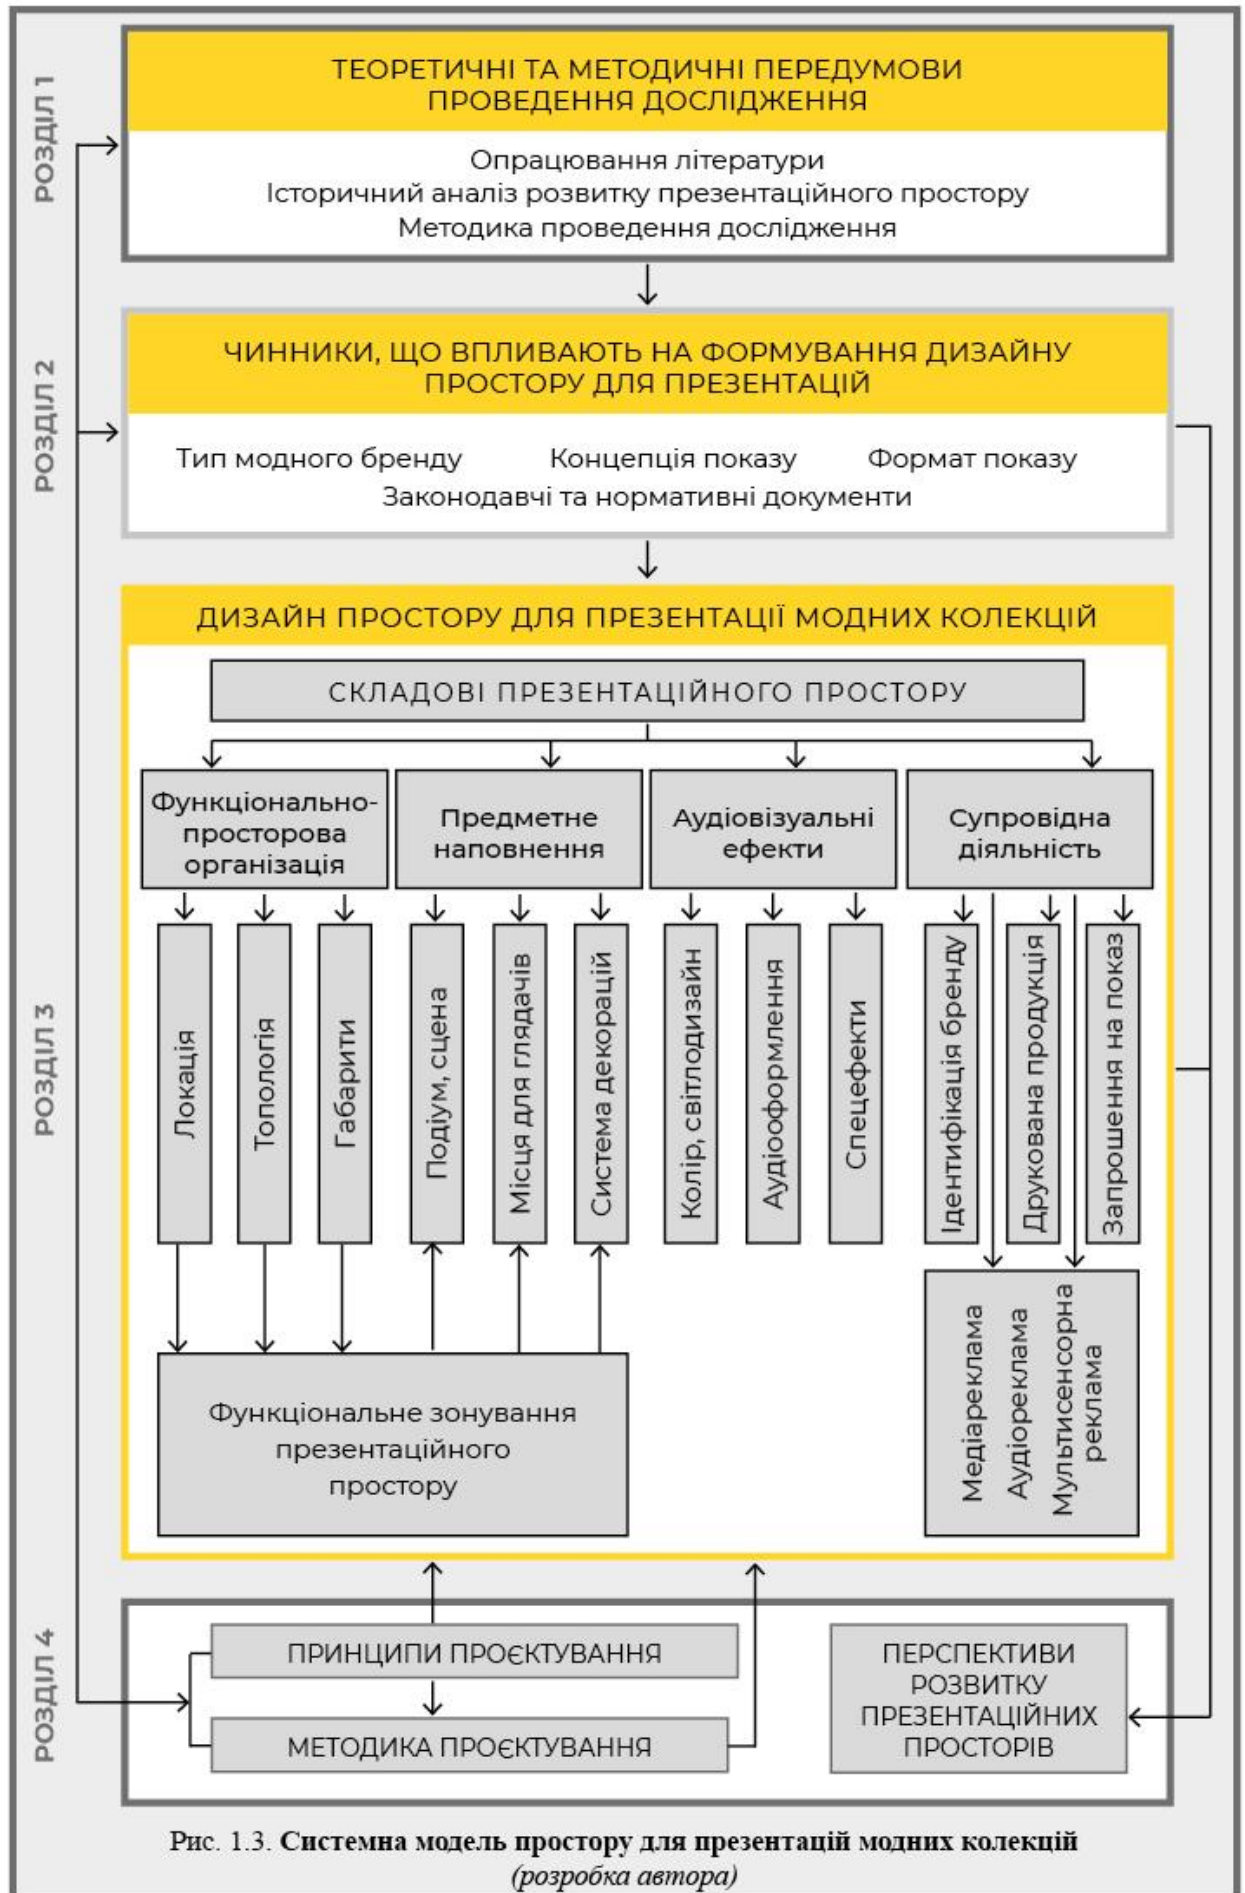 РОЗДІЛ 1
ТЕОРЕТИЧНІ ТА МЕТОДИЧНІ ПЕРЕДУМОВИ
ПРОВЕДЕННЯ ДОСЛІДЖЕННЯ
Опрацювання літератури
Історичний аналіз розвитку презентаційного простору
Методика проведення дослідження
РОЗДІЛ 2
ЧИННИКИ, ЩО ВПЛИВАЮТЬ НА ФОРМУВАННЯ ДИЗАЙНУ
ПРОСТОРУ ДЛЯ ПРЕЗЕНТАЦІЙ
Тип модного бренду Концепція показу Формат показу
Законодавчі та нормативні документи
РОЗДІЛ 3
ДИЗАЙН ПРОСТОРУ ДЛЯ ПРЕЗЕНТАЦІЇ МОДНИХ КОЛЕКЦІЙ
СКЛАДОВІ ПРЕЗЕНТАЦІЙНОГО ПРОСТОРУ
Функціонально-
просторова
організація
Предметне
наповнення
Аудіовізуальні
ефекти
Супровідна
діяльність
Локація
Топологія
Габарити
Подіум, сцена
Місця для глядачів
Система декорацій
Колір, світлодизайн
Аудіооформлення
Спецефекти
Ідентифікація бренду
Друкована продукція
Запрошення на показ
Функціональне зонування
презентаційного
простору
Медіареклама
Аудіореклама
Мультисенсорна
реклама
РОЗДІЛ 4
ПРИНЦИПИ ПРОЄКТУВАННЯ
МЕТОДИКА ПРОЄКТУВАННЯ
ПЕРСПЕКТИВИ
РОЗВИТКУ
ПРЕЗЕНТАЦІЙНИХ
ПРОСТОРІВ
Рис. 1.3. Системна модель простору для презентацій модних колекцій
(розробка автора)